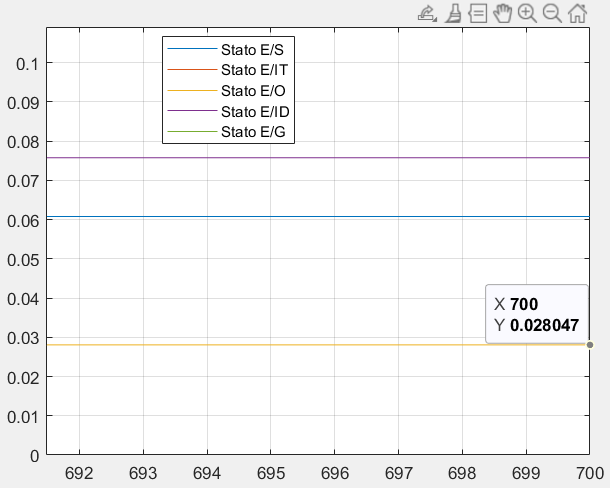 Stato E/S
Stato E/IT
Stato E/O
Stato E/ID
Stato E/G
0.1
0.09
0.08
0.07
0.06
0.05
0.04
0.03
0.02
0.01
0
X 700
Y 0.028047
692 693 694 695 696 697 698 699 700